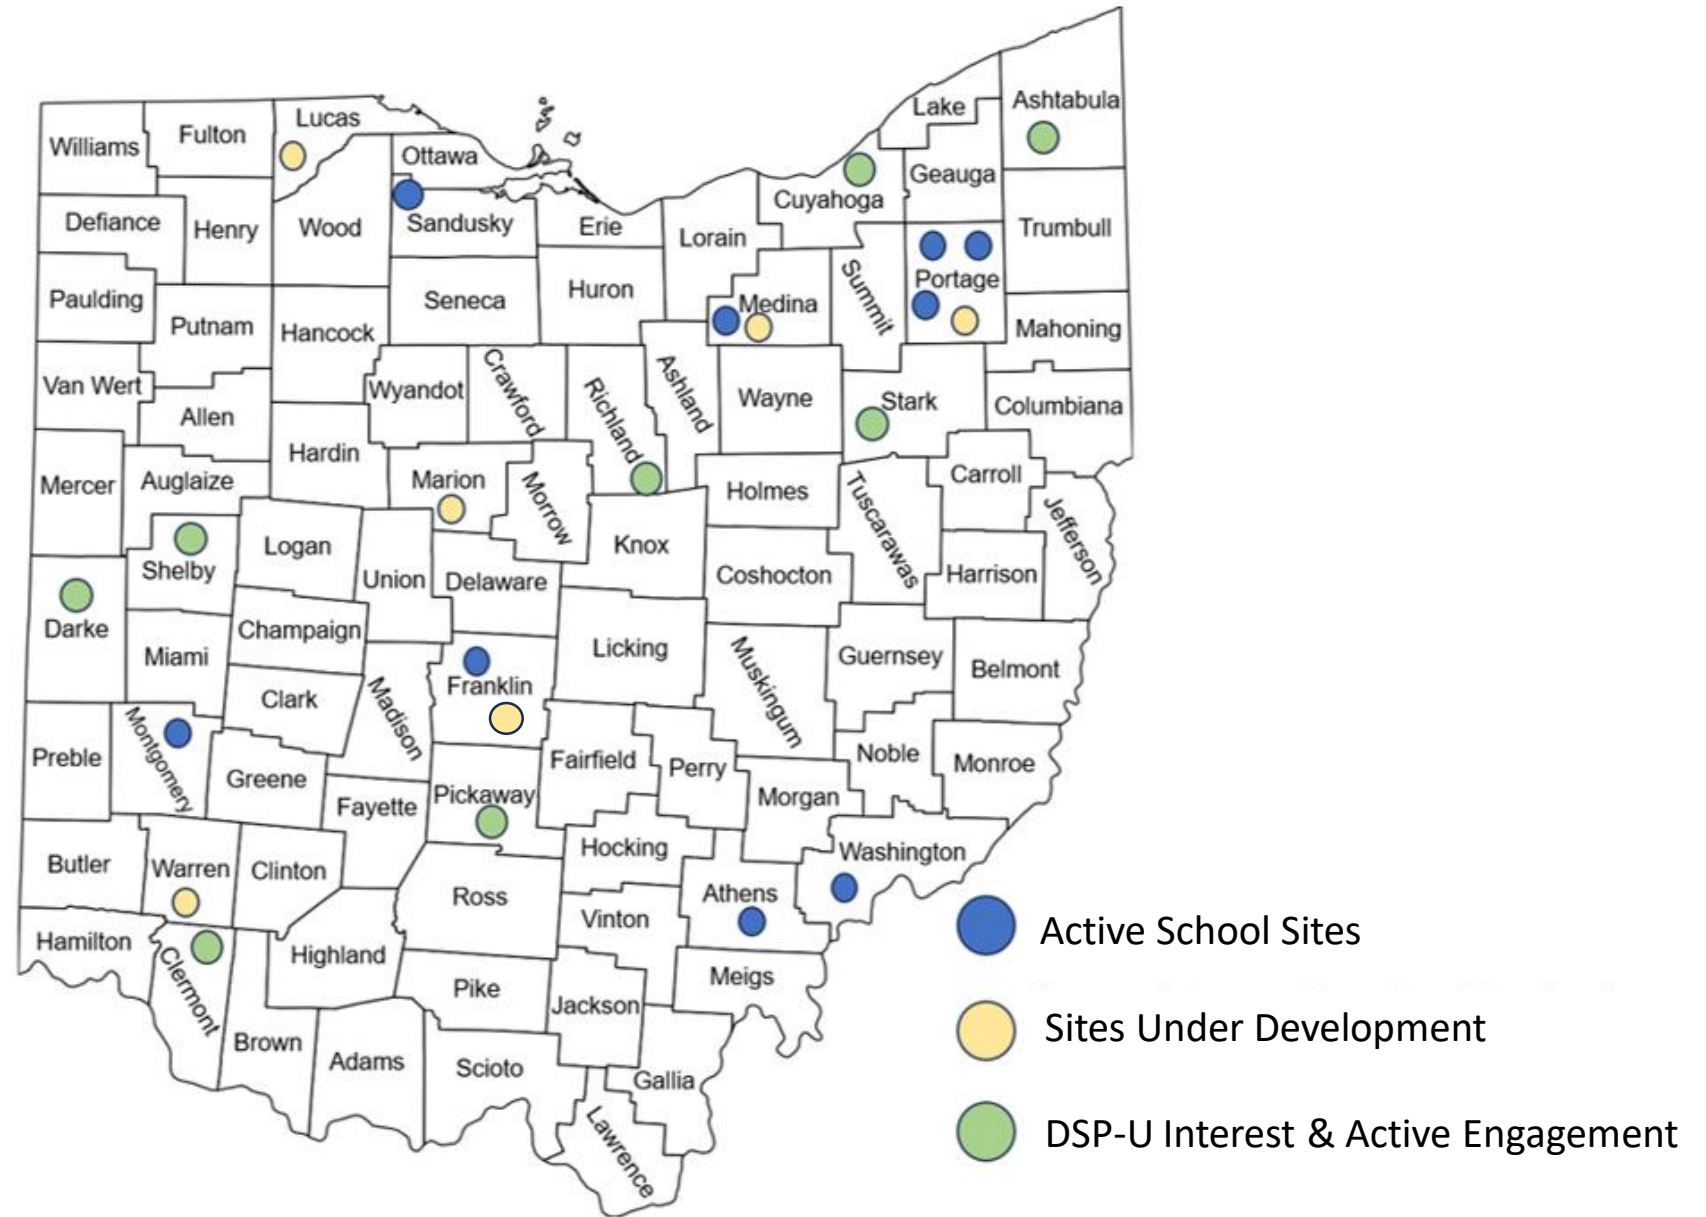 Lake
Ashtabula
Lucas
Fulton
Williams
Ottawa
Geauga
Cuyahoga
Defiance
Henry
Wood
Sandusky
Erie
Lorain
Trumbull
Paulding
Putnam
Hancock
Seneca
Huron
Medina
Summit
Portage
Mahoning
Van Wert
Allen
Wyandot
Crawford
Richland
Ashland
Wayne
Stark
Columbiana
Mercer
Auglaize
Hardin
Marion
Morrow
Holmes
Tuscarawas
Carroll
Jefferson
Shelby
Logan
Union
Delaware
Knox
Coshocton
Harrison
Darke
Miami
Champaign
Licking
Muskingum
Guernsey
Belmont
Clark
Madison
Franklin
Preble
Montgomery
Greene
Fayette
Pickaway
Fairfield
Perry
Morgan
Noble
Monroe
Butler
Warren
Clinton
Ross
Hocking
Athens
Washington
Vinton
Hamilton
Clermont
Highland
Pike
Jackson
Meigs
Brown
Adams
Scioto
Gallia
Lawrence
Active School Sites
Sites Under Development
DSP-U Interest & Active Engagement